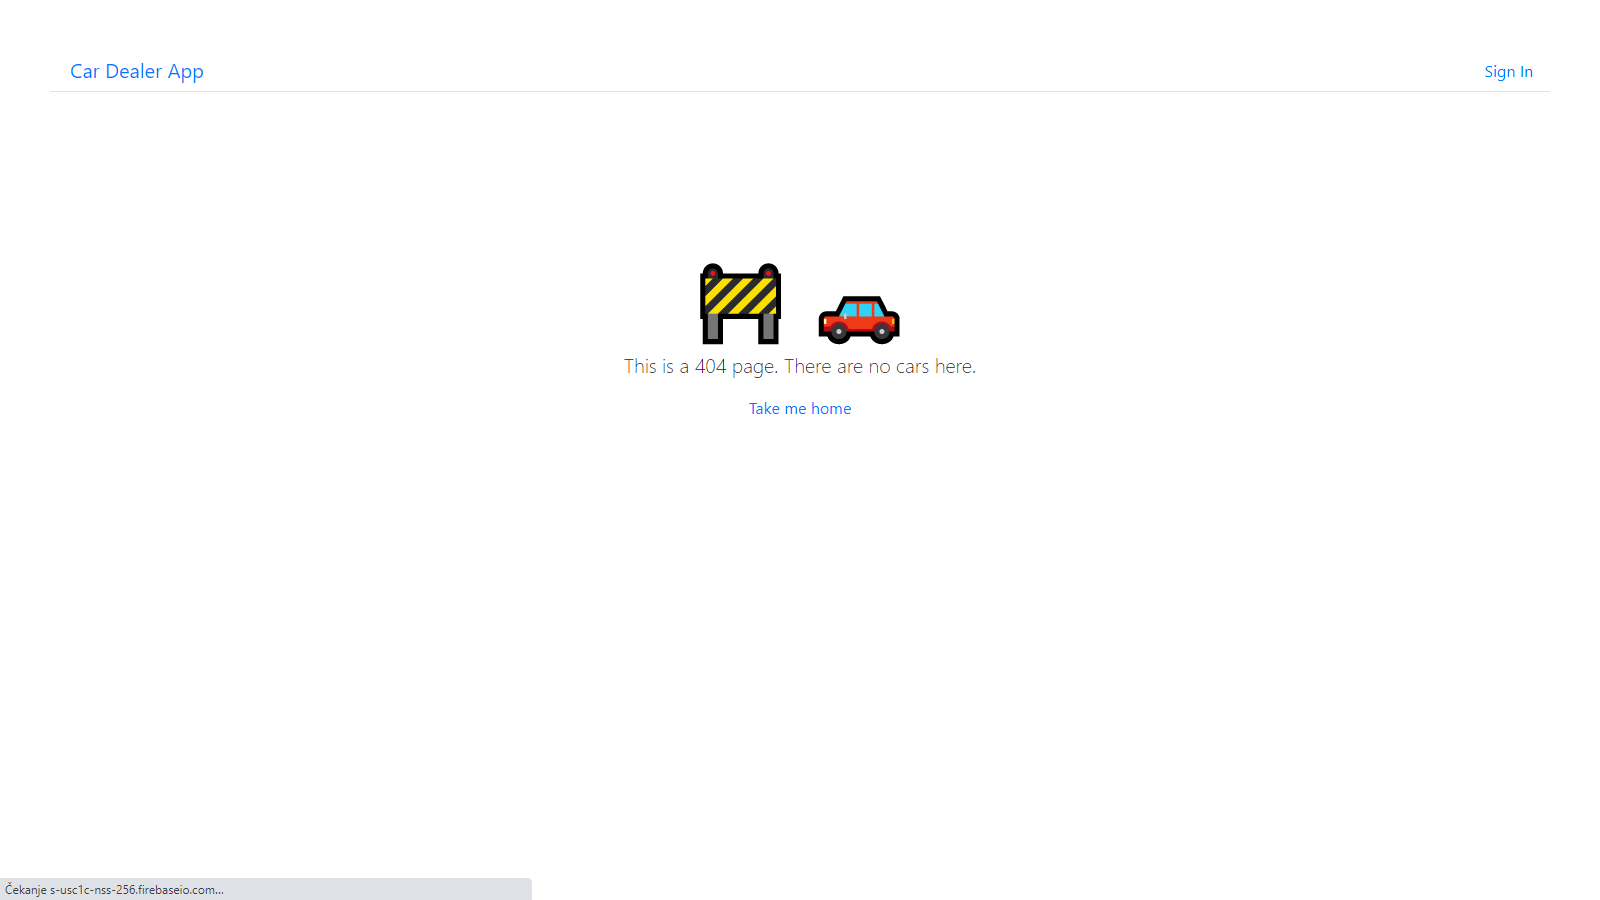 Car Dealer App
Sign In
This is a 404 page. There are no cars here.
Take me home
Čekanje s-usc1c-nss-256.firebaseio.com...